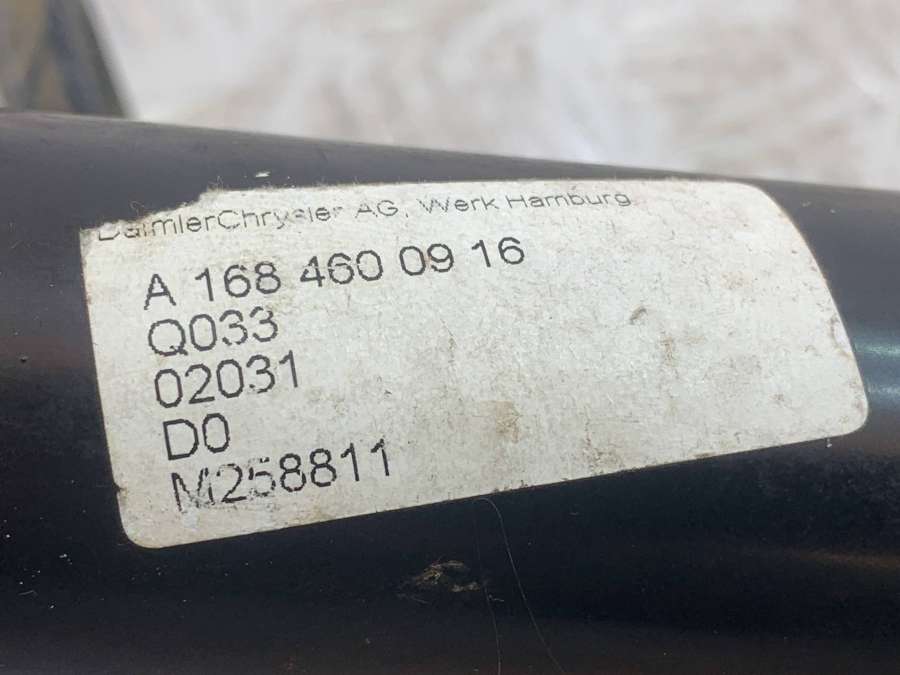 DaimlerChrysler AG, Werk Hamburg
A 168 460 09 16
Q033
02031
D0
M258811